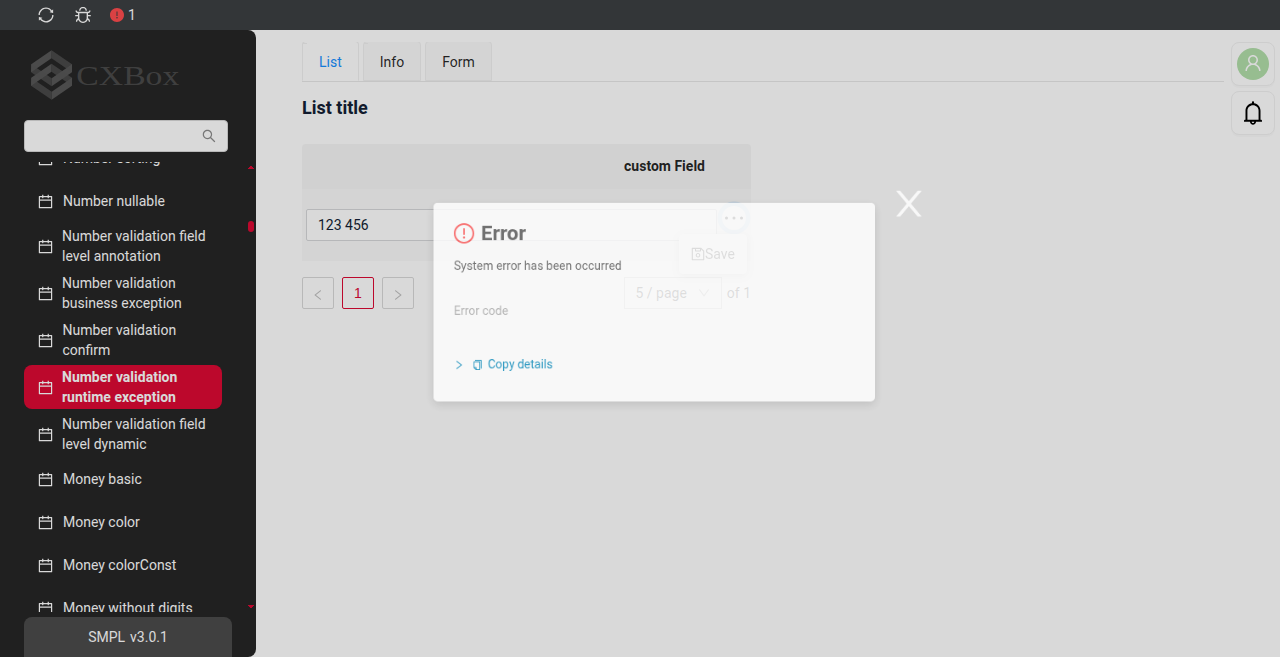 1
CXBox
Number sorting
Number nullable
Number validation field
level annotation
Number validation
business exception
Number validation
confirm
Number validation
runtime exception
Number validation field
level dynamic
Money basic
Money color
Money colorConst
Money without digits
SMPL v3.0.1
List
Info
Form
List title
custom Field
123 456
Save
1
5 / page
of 1
Error
System error has been occurred
Error code
Copy details